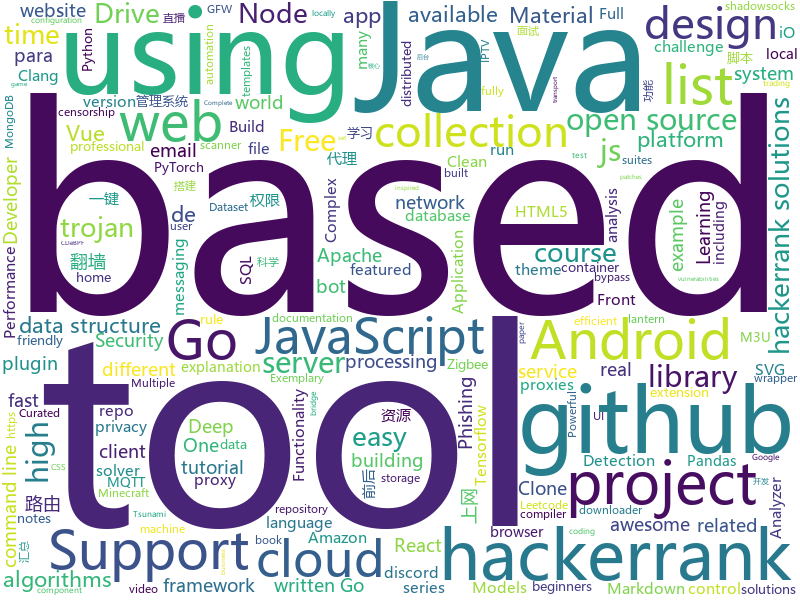 website Drive Node app available Material Full 直播 GFW shadowsocks
time Python using Java design 面试 iO
para many automation templates IPTV challenge 脚本 local
Clang distributed list system
version 管理系统 world web collection open source 功能 MongoDB
censorship Build Free 学习 platform Complete fully trading
Vue professional scanner email file 代理 Clean run js test suites
PyTorch built
Developer 搭建 de 权限 Complex network database HTML5 example Learning including analysis hackerrank solutions
一键 Dataset user SQL inspired patches
trojan messaging Apache featured course
翻墙 科学 bot theme container bypass vulnerabilities
home based Application Front
Performance rule documentation efficient lantern
data structure Go JavaScript Android M3U
friendly Security server processing Zigbee paper SVG wrapper
plugin different explanation service real library
Multiple Exemplary proxies extension
fast Curated repo Deep 资源 Functionality Phishing Tensorflow Powerful UI github css
privacy One data easy bridge https
client solver tutorial building 前后 上网 Detection Pandas
command line high MQTT proxy Clone downloader Analyzer
路由 Minecraft language storage browser Leetcode compiler project
notes Tsunami repository tool awesome related Google 开发
汇总 Support machine Amazon discord hackerrank
algorithms book cloud React written Go coding beginners
framework video series Models Markdown control solutions
component locally configuration game 后台 核心 transport